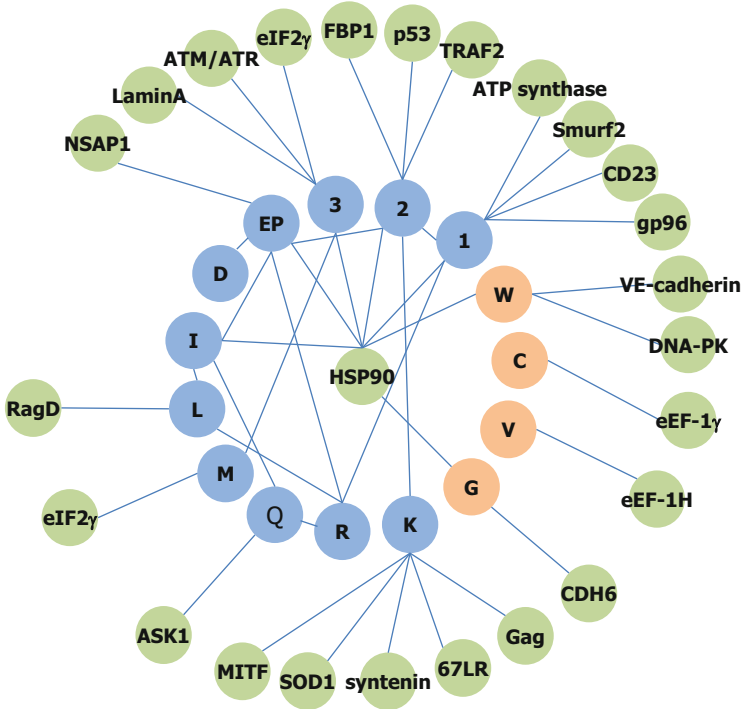 FBP1
p53
eIF2γ
TRAF2
ATM/ATR
ATP synthase
LaminA
Smurf2
NSAP1
CD23
3
2
EP
1
gp96
D
W
VE-cadherin
I
DNA-PK
C
HSP90
RagD
L
eEF-1γ
V
M
G
eIF2γ
eEF-1H
Q
R
K
CDH6
ASK1
Gag
MITF
SOD1
syntenin
67LR